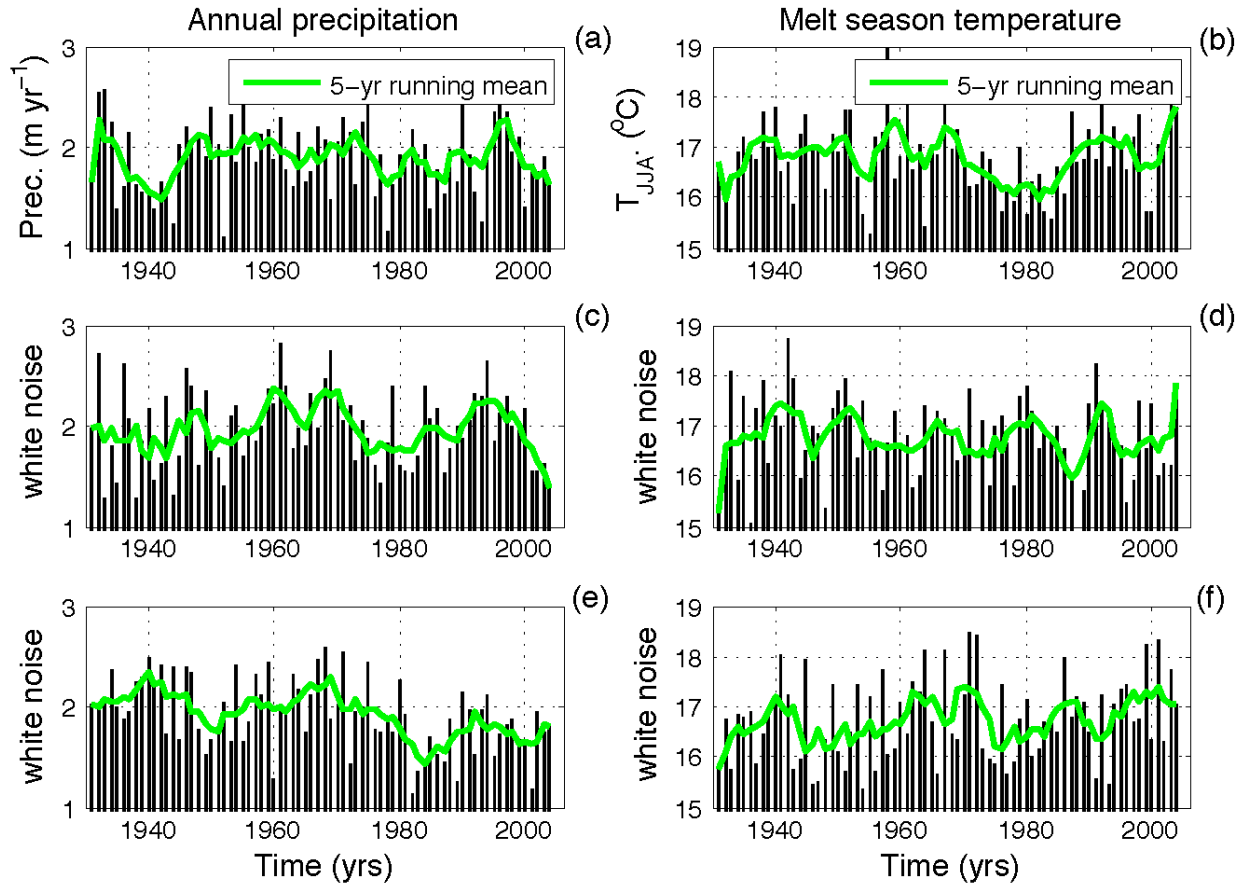 Annual precipitation
Melt season temperature
(a)
(b)
3
2
1
Prec. (m yr⁻¹)
5-yr running mean
1940 1960 1980 2000
19
18
17
16
15
T_JJA. (ºC)
5-yr running mean
1940 1960 1980 2000
(c)
(d)
3
2
1
white noise
1940 1960 1980 2000
19
18
17
16
15
white noise
1940 1960 1980 2000
(e)
(f)
3
2
1
white noise
1940 1960 1980 2000
Time (yrs)
19
18
17
16
15
white noise
1940 1960 1980 2000
Time (yrs)